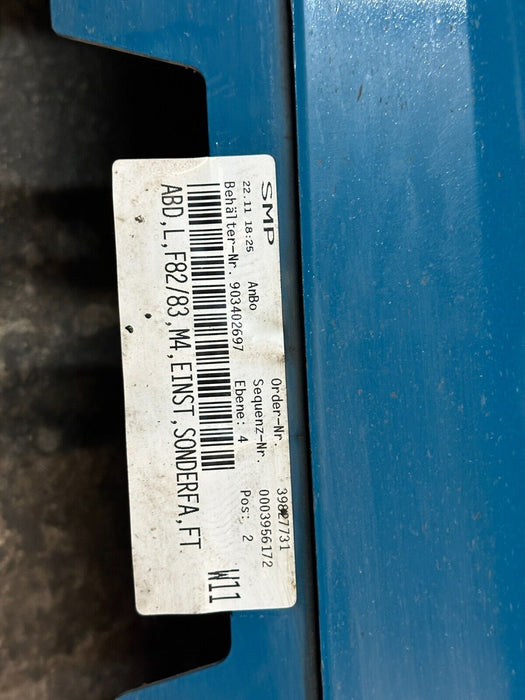 SMP
22.11 18:25 AnBo Order-Nr. 39827731
Sequenz-Nr. 0003956172
Behälter-Nr. 903402697 Ebene: 4 Pos: 2
W11
ABD,L,F82/83,M4,EINST,SONDERFA,FT